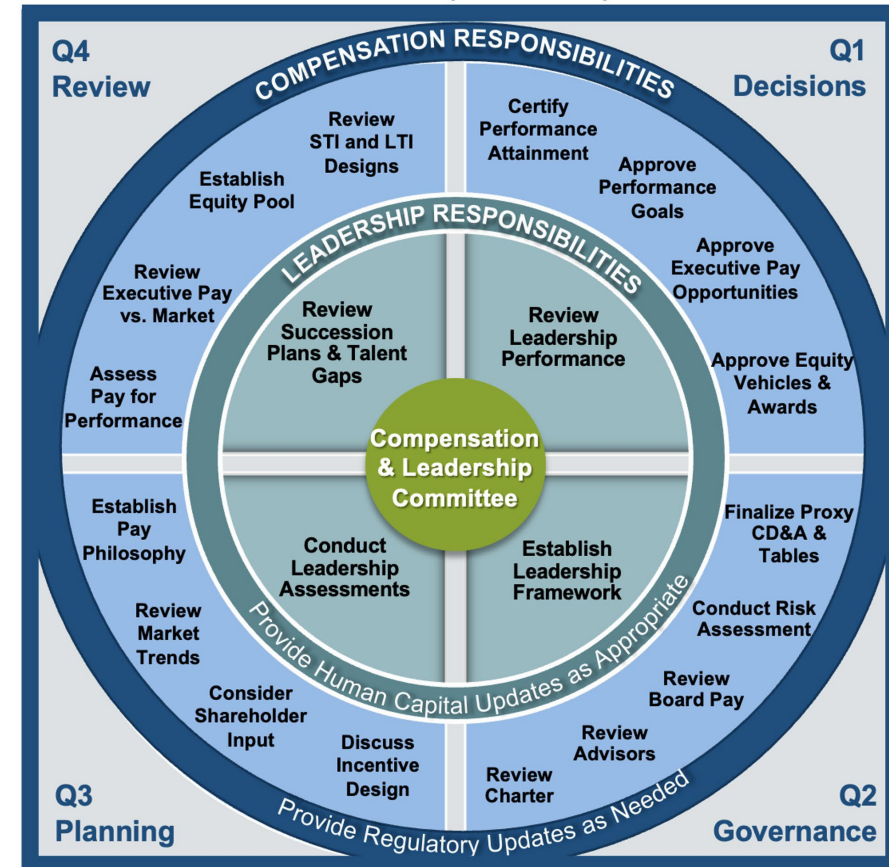 Q4
Review
Q1
Decisions
COMPENSATION RESPONSIBILITIES
Review
STI and LTI
Designs
Establish
Equity Pool
Review
Executive Pay
vs. Market
Assess
Pay for
Performance
Certify
Performance
Attainment
Approve
Performance
Goals
Approve
Executive Pay
Opportunities
Approve Equity
Vehicles &
Awards
LEADERSHIP RESPONSIBILITIES
Review
Succession
Plans & Talent
Gaps
Review
Leadership
Performance
Compensation
& Leadership
Committee
Conduct
Leadership
Assessments
Establish
Leadership
Framework
Provide Human Capital Updates as Appropriate
Establish
Pay
Philosophy
Review
Market
Trends
Consider
Shareholder
Input
Discuss
Incentive
Design
Finalize Proxy
CD&A &
Tables
Conduct Risk
Assessment
Review
Board Pay
Review
Advisors
Review
Charter
Provide Regulatory Updates as Needed
Q3
Planning
Q2
Governance